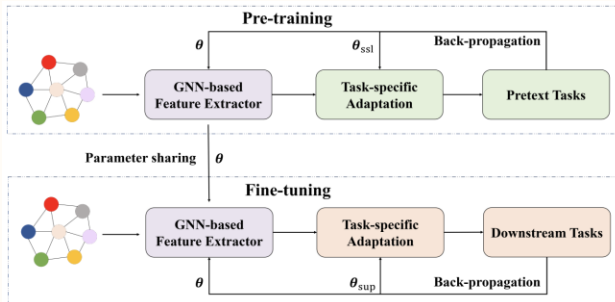 Pre-training
θ
θssl
Back-propagation
GNN-based
Feature Extractor
Task-specific
Adaptation
Pretext Tasks
Parameter sharing
θ
Fine-tuning
GNN-based
Feature Extractor
Task-specific
Adaptation
Downstream Tasks
θ
θsup
Back-propagation